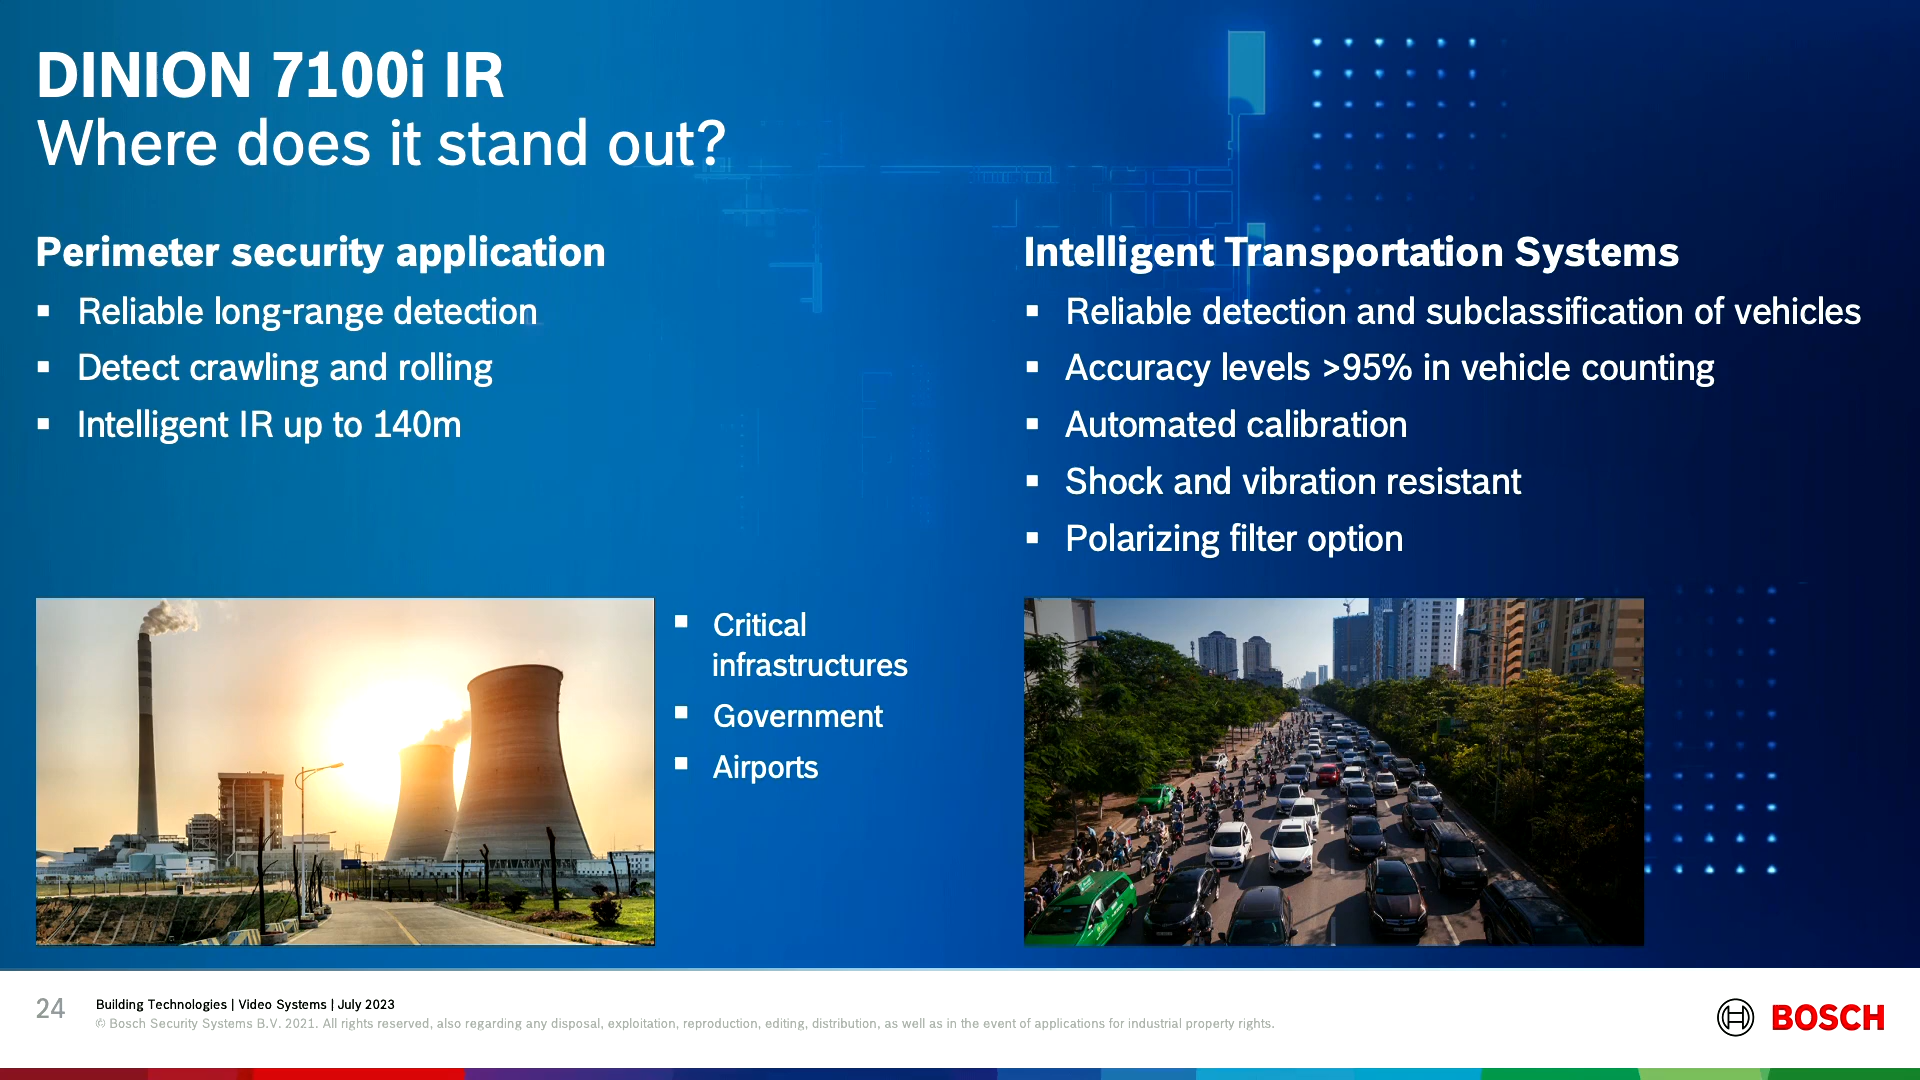 DINION 7100i IR
Where does it stand out?
Perimeter security application
▪ Reliable long-range detection
▪ Detect crawling and rolling
▪ Intelligent IR up to 140m
▪ Critical
infrastructures
▪ Government
▪ Airports
Intelligent Transportation Systems
▪ Reliable detection and subclassification of vehicles
▪ Accuracy levels >95% in vehicle counting
▪ Automated calibration
▪ Shock and vibration resistant
▪ Polarizing filter option
24
Building Technologies | Video Systems | July 2023
© Bosch Security Systems B.V. 2021. All rights reserved, also regarding any disposal, exploitation, reproduction, editing, distribution, as well as in the event of applications for industrial property rights.
BOSCH